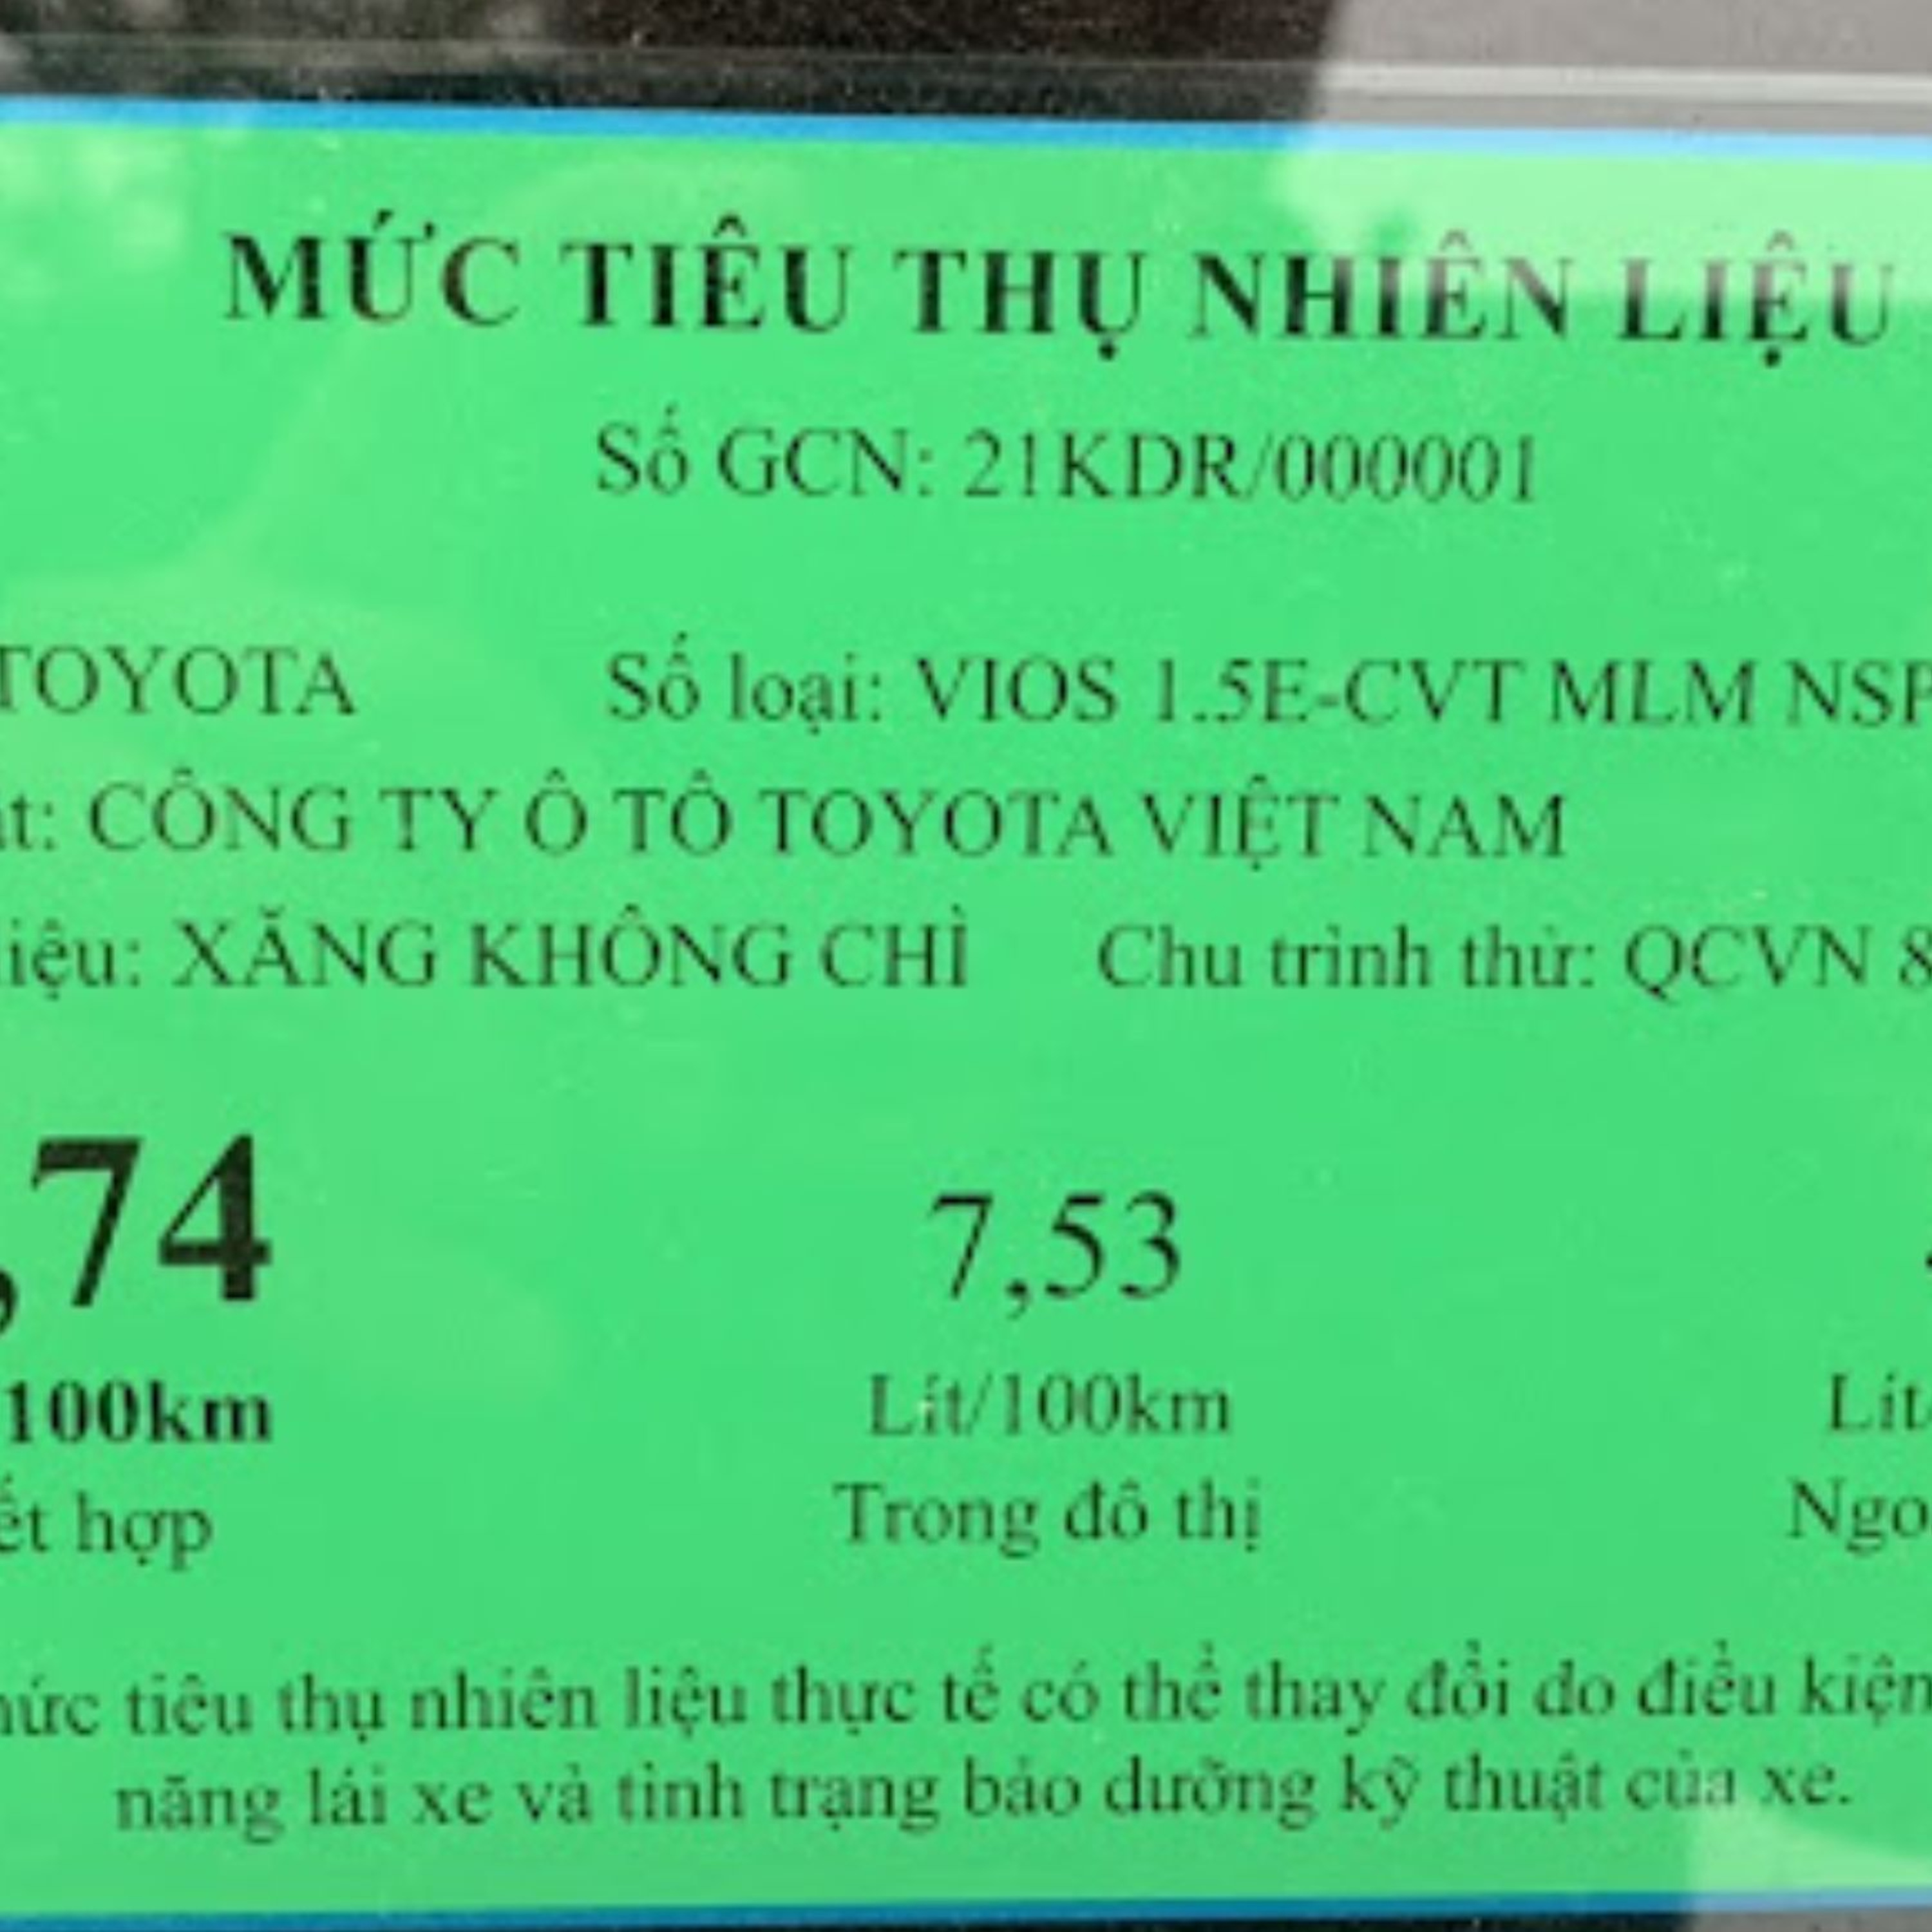 MỨC TIÊU THỤ NHIÊN LIỆU
Số GCN: 21KDR/000001
TOYOTA Số loại: VIOS 1.5E-CVT MLM NSP
CÔNG TY Ô TÔ TOYOTA VIỆT NAM
XĂNG KHÔNG CHÌ Chu trình thử: QCVN 8
,74 7,53
100km Lít/100km Lít
hợp Trong đô thị Ngo
tiêu thụ nhiên liệu thực tế có thể thay đổi do điều kiện
năng lái xe và tình trạng bảo dưỡng kỹ thuật của xe.